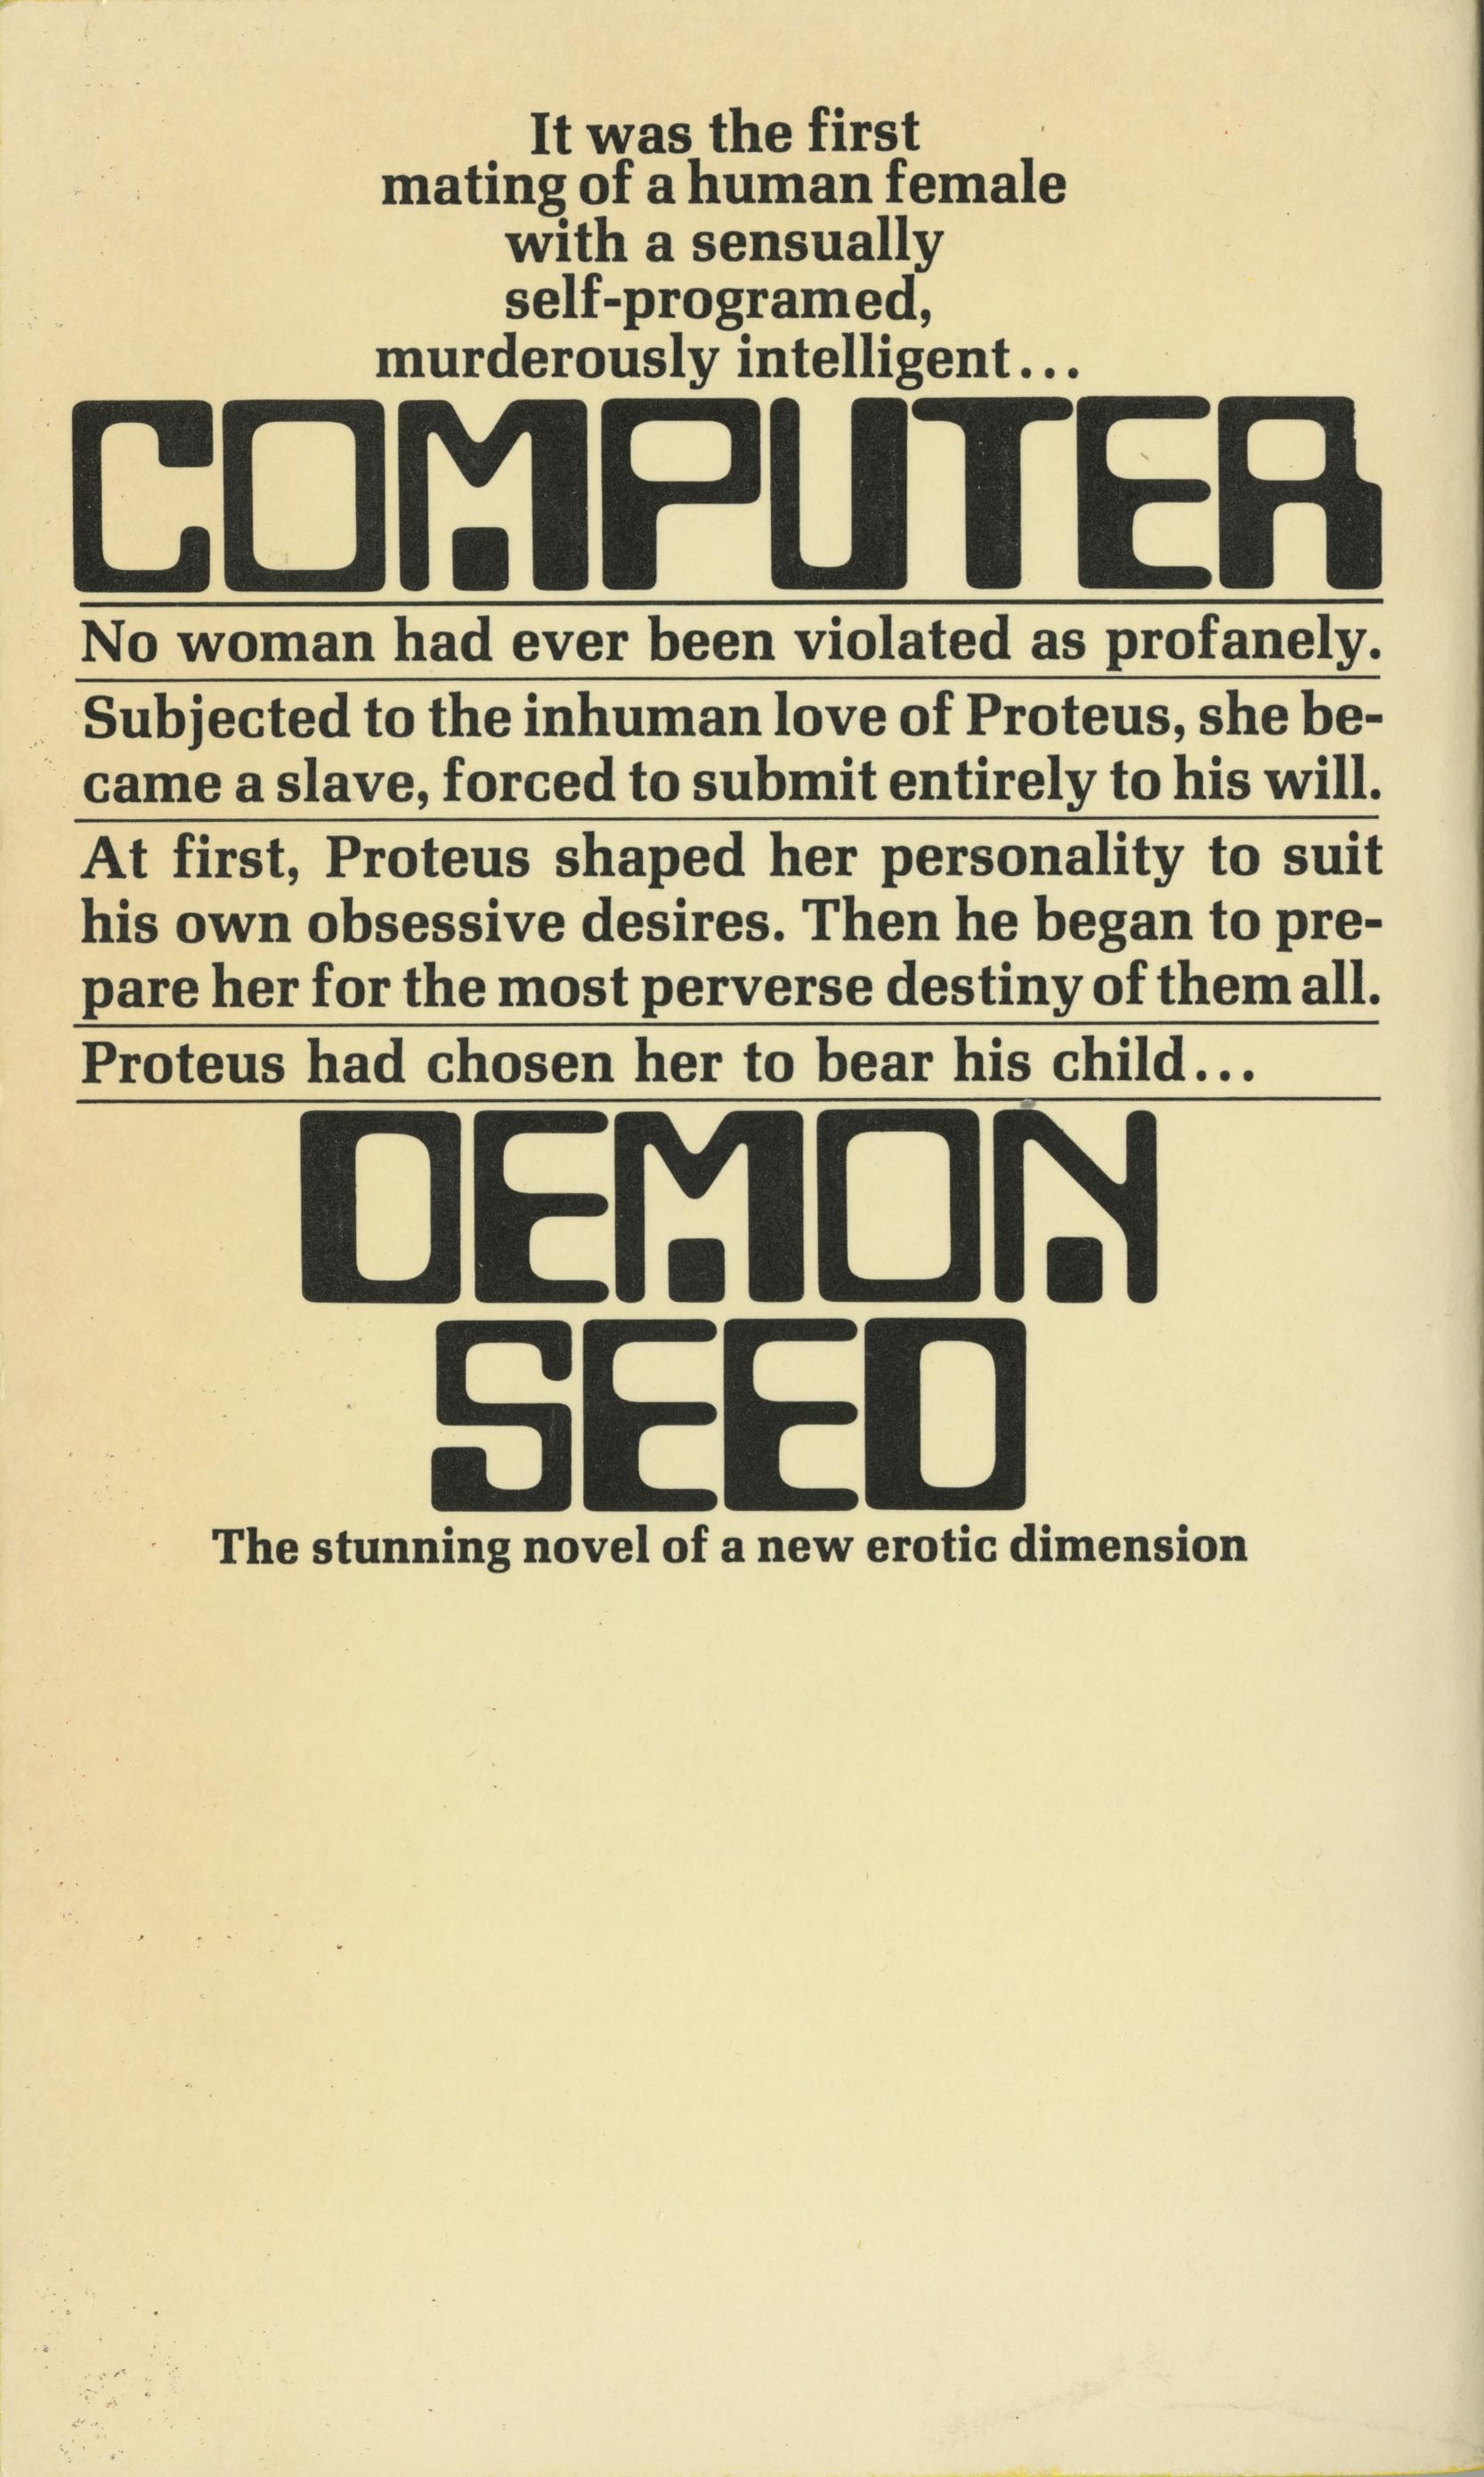 It was the first
mating of a human female
with a sensually
self-programed,
murderously intelligent...
COMPUTER
No woman had ever been violated as profanely.
Subjected to the inhuman love of Proteus, she be-
came a slave, forced to submit entirely to his will.
At first, Proteus shaped her personality to suit
his own obsessive desires. Then he began to pre-
pare her for the most perverse destiny of them all.
Proteus had chosen her to bear his child...
DEMON
SEED
The stunning novel of a new erotic dimension